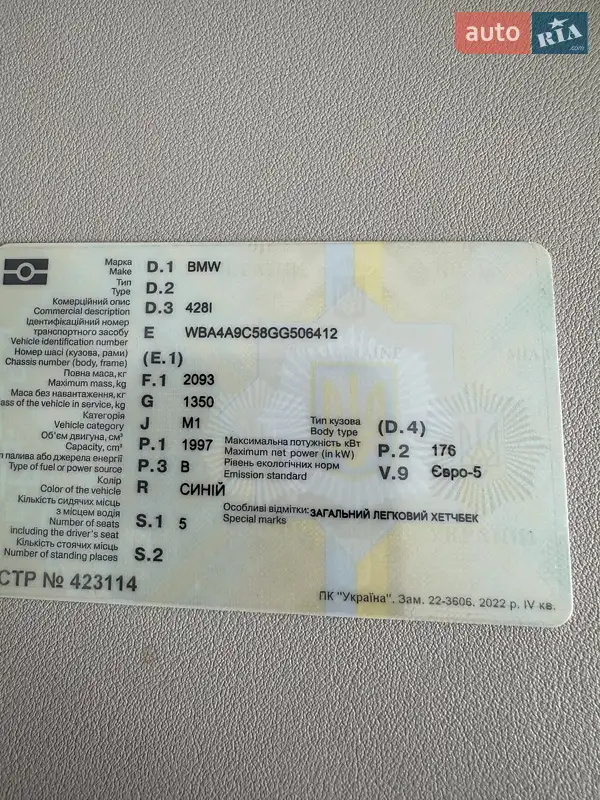 auto RIA .com
Марка
Make D.1 BMW
Тип
Type D.2
Комерційний опис
Commercial description D.3 428I
Ідентифікаційний номер
транспортного засобу
Vehicle identification number E WBA4A9C58GG506412
Номер шасі (кузова, рами)
Chassis number (body, frame) (E.1)
Повна маса, кг
Maximum mass, kg F.1 2093
Маса без навантаження, кг
ass of the vehicle in service, kg G 1350
Категорія
Vehicle category J M1
Тип кузова
Body type (D.4)
Об'єм двигуна, см³
Capacity, cm³ P.1 1997
Максимальна потужність кВт
Maximum net power (in kW) P.2 176
п палива або джерела енергії
Type of fuel or power source P.3 B
Рівень екологічних норм
Emission standard V.9 Євро-5
Колір
Color of the vehicle R СИНІЙ
Кількість сидячих місць
з місцем водія
Number of seats
including the driver's seat S.1 5
Особливі відмітки: ЗАГАЛЬНИЙ ЛЕГКОВИЙ ХЕТЧБЕК
Special marks
Кількість стоячих місць
Number of standing places S.2
СТР № 423114
ПК "Україна". Зам. 22-3606. 2022 р. IV кв.